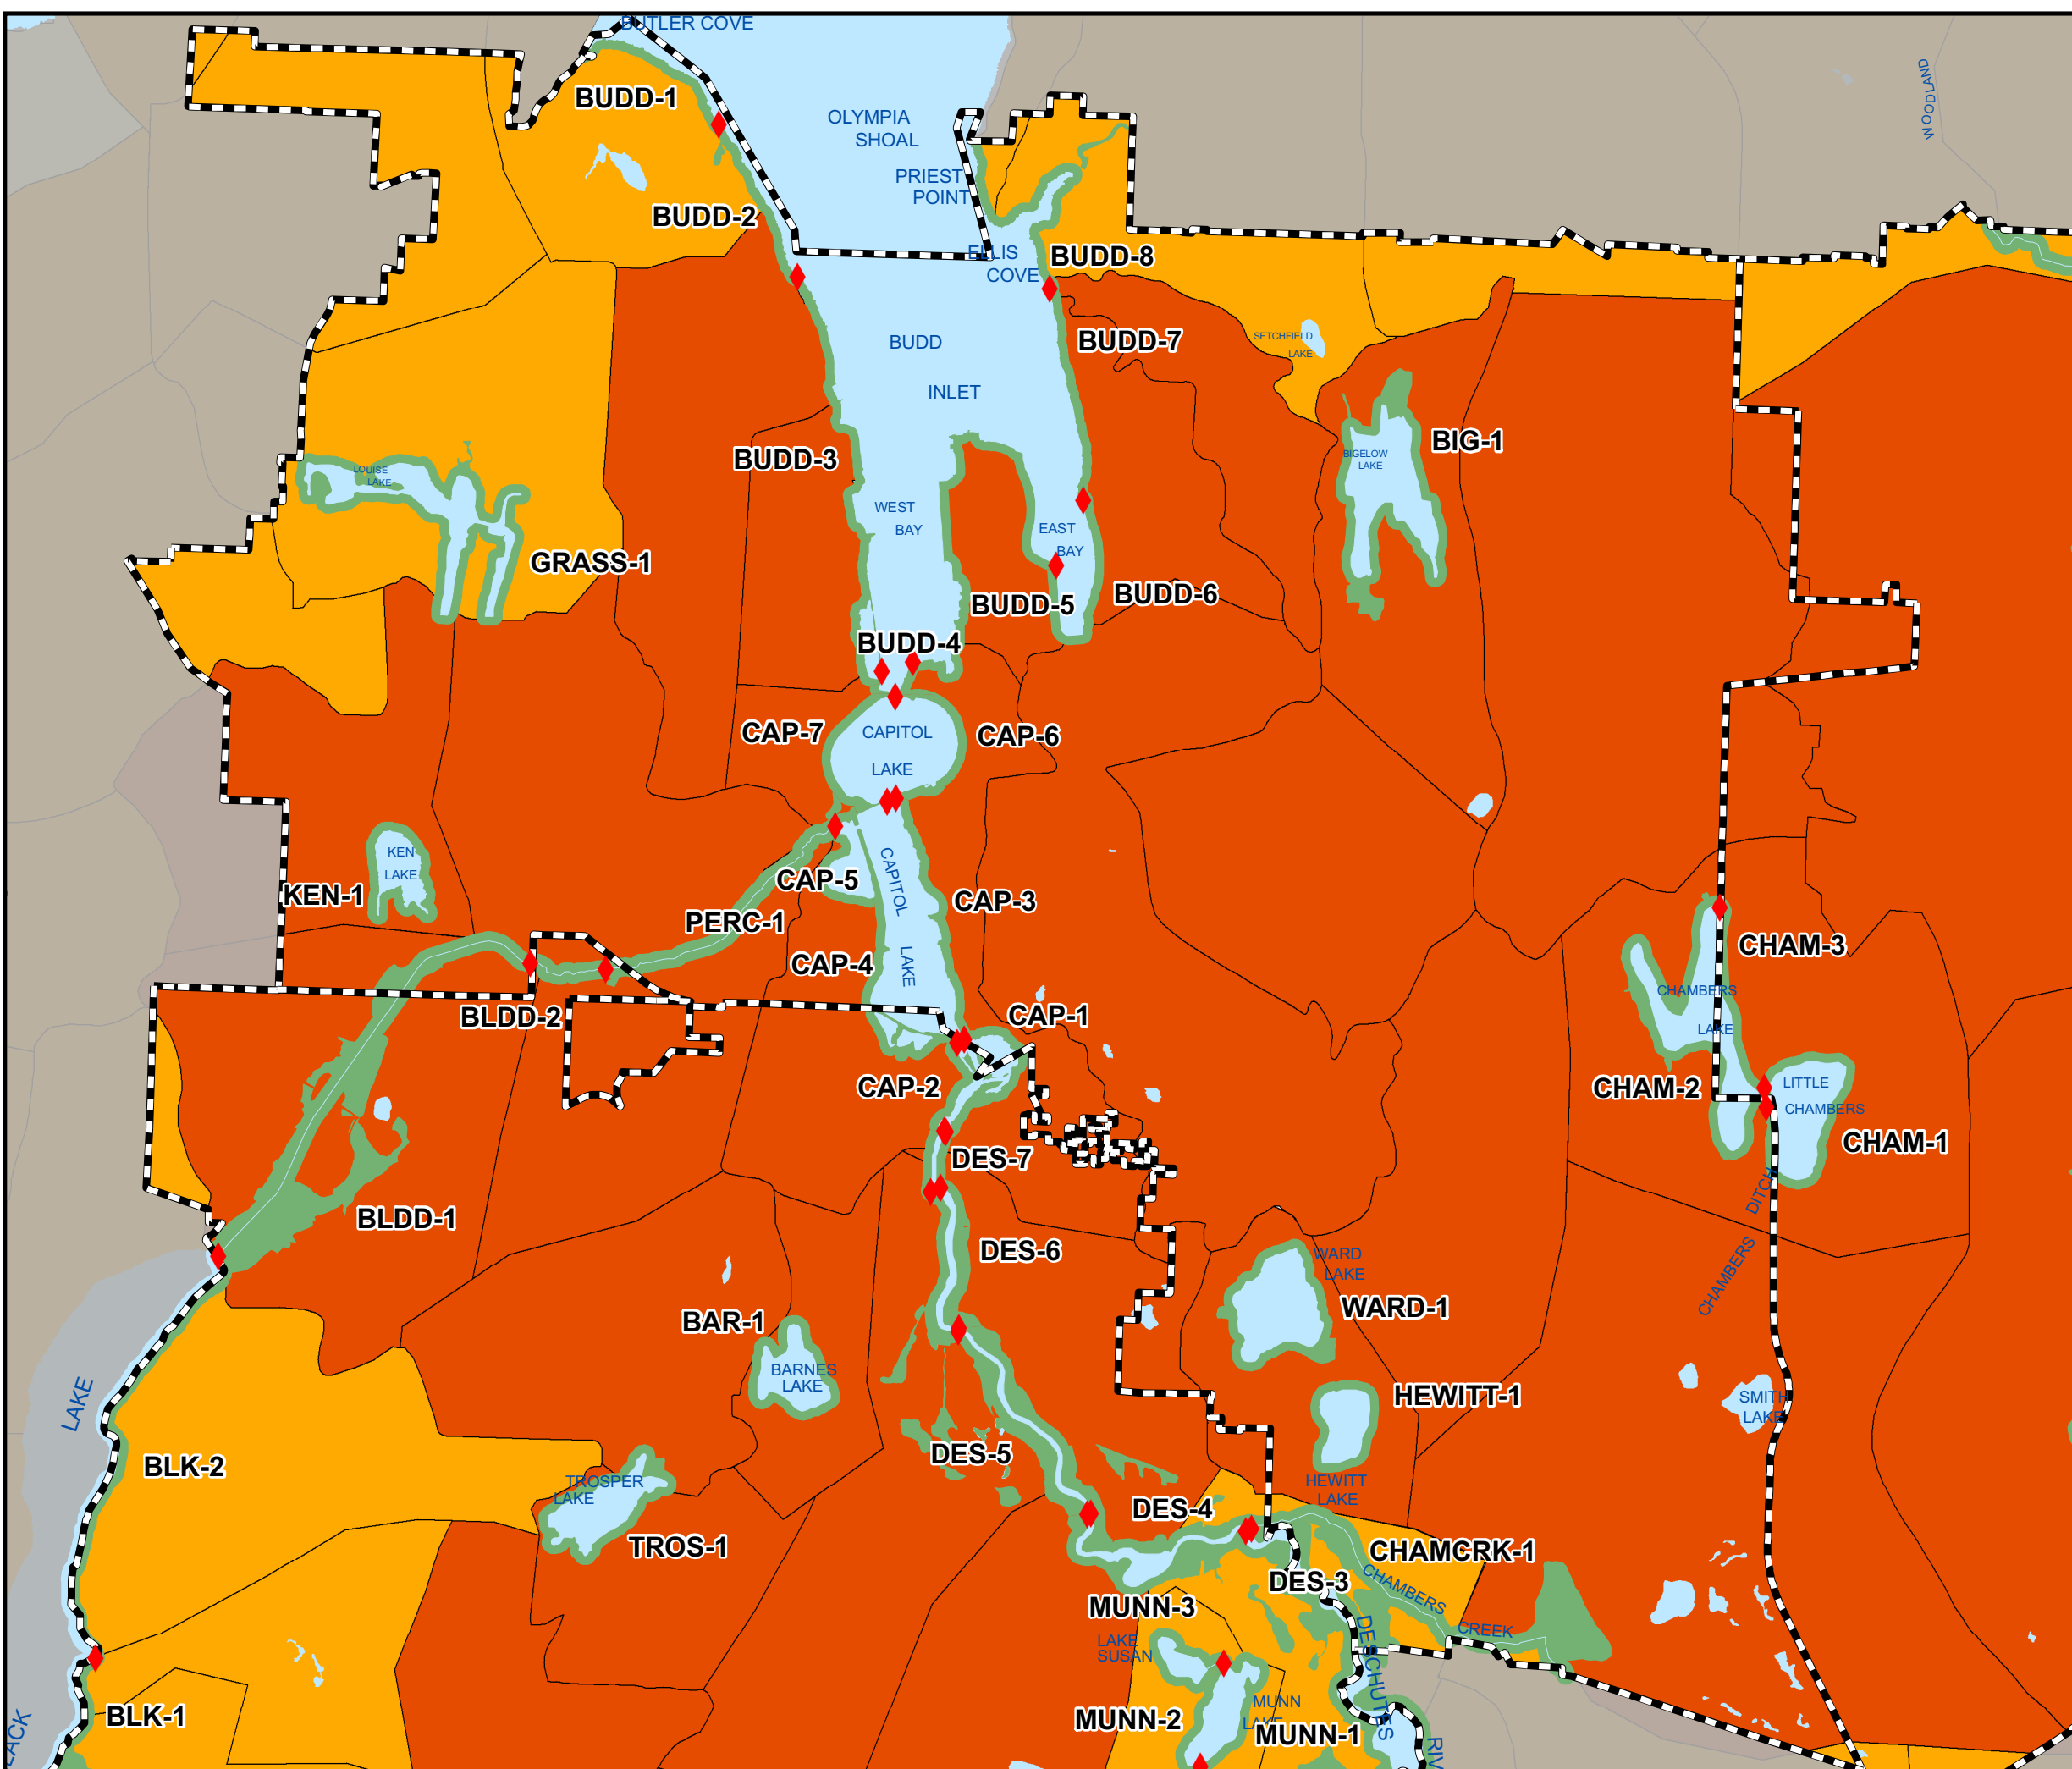 BUTLER COVE
WOODLAND
BUDD-1
OLYMPIA
SHOAL
PRIEST
POINT
BUDD-2
ELLIS
COVE
BUDD-8
BUDD-7
BUDD
INLET
SETCHFIELD
LAKE
BUDD-3
BIG-1
BIGELOW
LAKE
LOUISE
LAKE
WEST
BAY
EAST
BAY
GRASS-1
BUDD-5
BUDD-6
BUDD-4
CAP-7
CAPITOL
LAKE
CAP-6
KEN
LAKE
KEN-1
CAP-5
CAPITOL
LAKE
CAP-3
PERC-1
CAP-4
CHAM-3
CHAMBERS
LAKE
BLDD-2
CAP-1
CAP-2
CHAM-2
LITTLE
CHAMBERS
CHAM-1
DES-7
CHAMBERS
DITCH
BLDD-1
DES-6
WARD
LAKE
WARD-1
BAR-1
BARNES
LAKE
HEWITT-1
SMITH
LAKE
LAKE
BLK-2
DES-5
TROSPER
LAKE
HEWITT
LAKE
DES-4
TROS-1
CHAMCRK-1
DES-3
CHAMBERS
CREEK
MUNN-3
LAKE
SUSAN
DESCHUTES
MUNN
LAKE
BLK-1
MUNN-2
MUNN-1
LACK
RIV